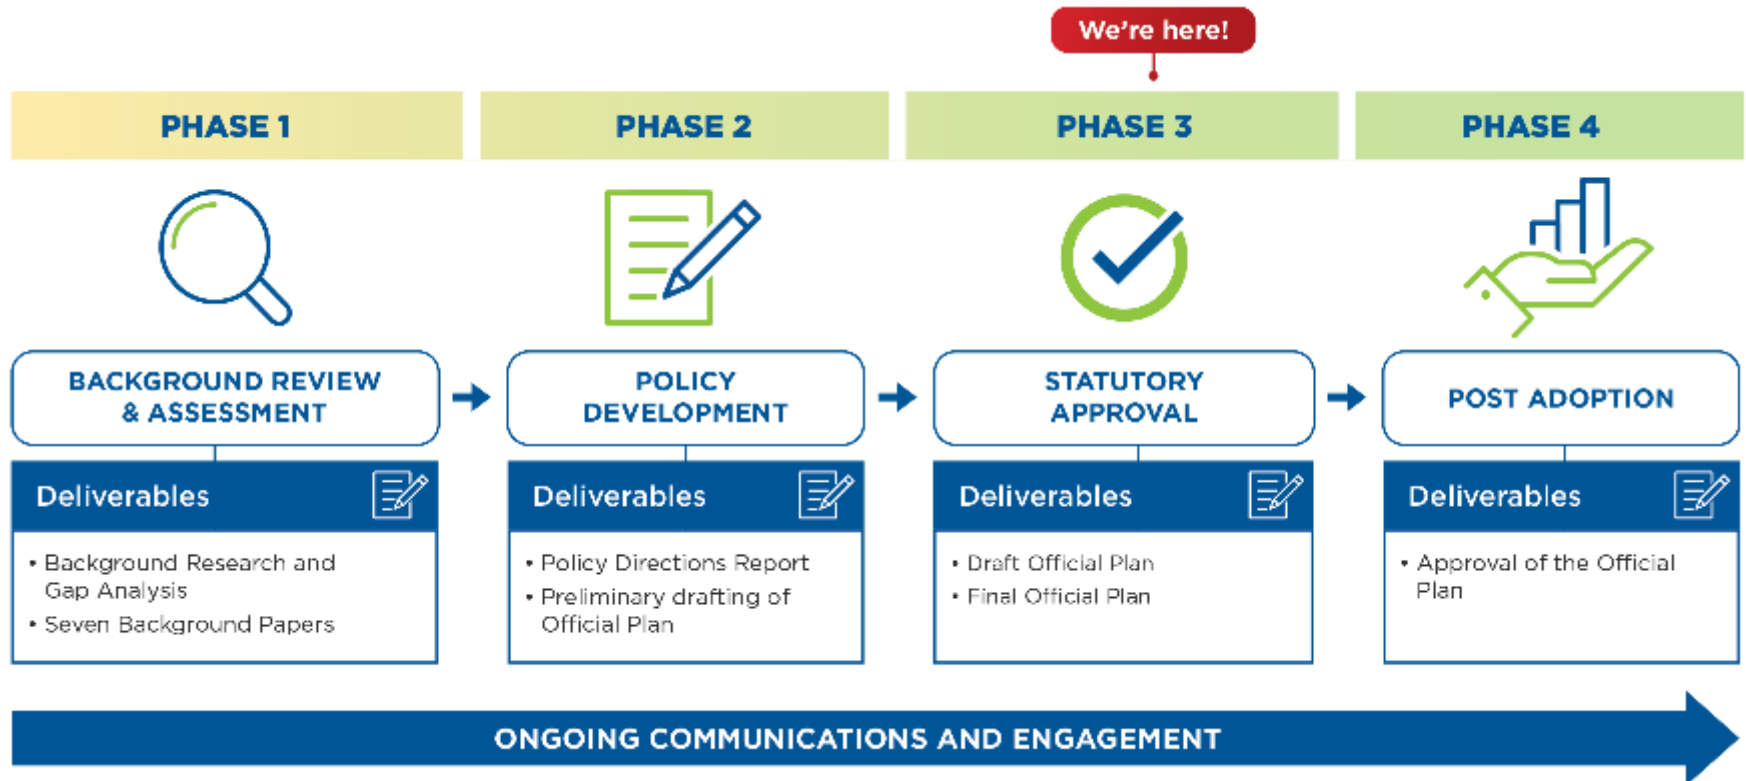 We're here!
PHASE 1
PHASE 2
PHASE 3
PHASE 4
BACKGROUND REVIEW
& ASSESSMENT
POLICY
DEVELOPMENT
STATUTORY
APPROVAL
POST ADOPTION
Deliverables
• Background Research and
Gap Analysis
• Seven Background Papers
Deliverables
• Policy Directions Report
• Preliminary drafting of
Official Plan
Deliverables
• Draft Official Plan
• Final Official Plan
Deliverables
• Approval of the Official
Plan
ONGOING COMMUNICATIONS AND ENGAGEMENT